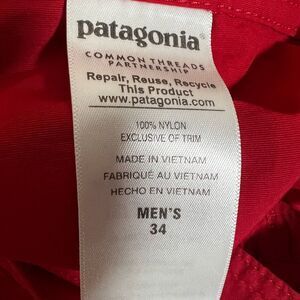 patagonia®
COMMON THREADS
PARTNERSHIP
Repair, Reuse, Recycle
This Product
www.patagonia.com
100% NYLON
EXCLUSIVE OF TRIM
MADE IN VIETNAM
FABRIQUÉ AU VIETNAM
HECHO EN VIETNAM
MEN'S
34